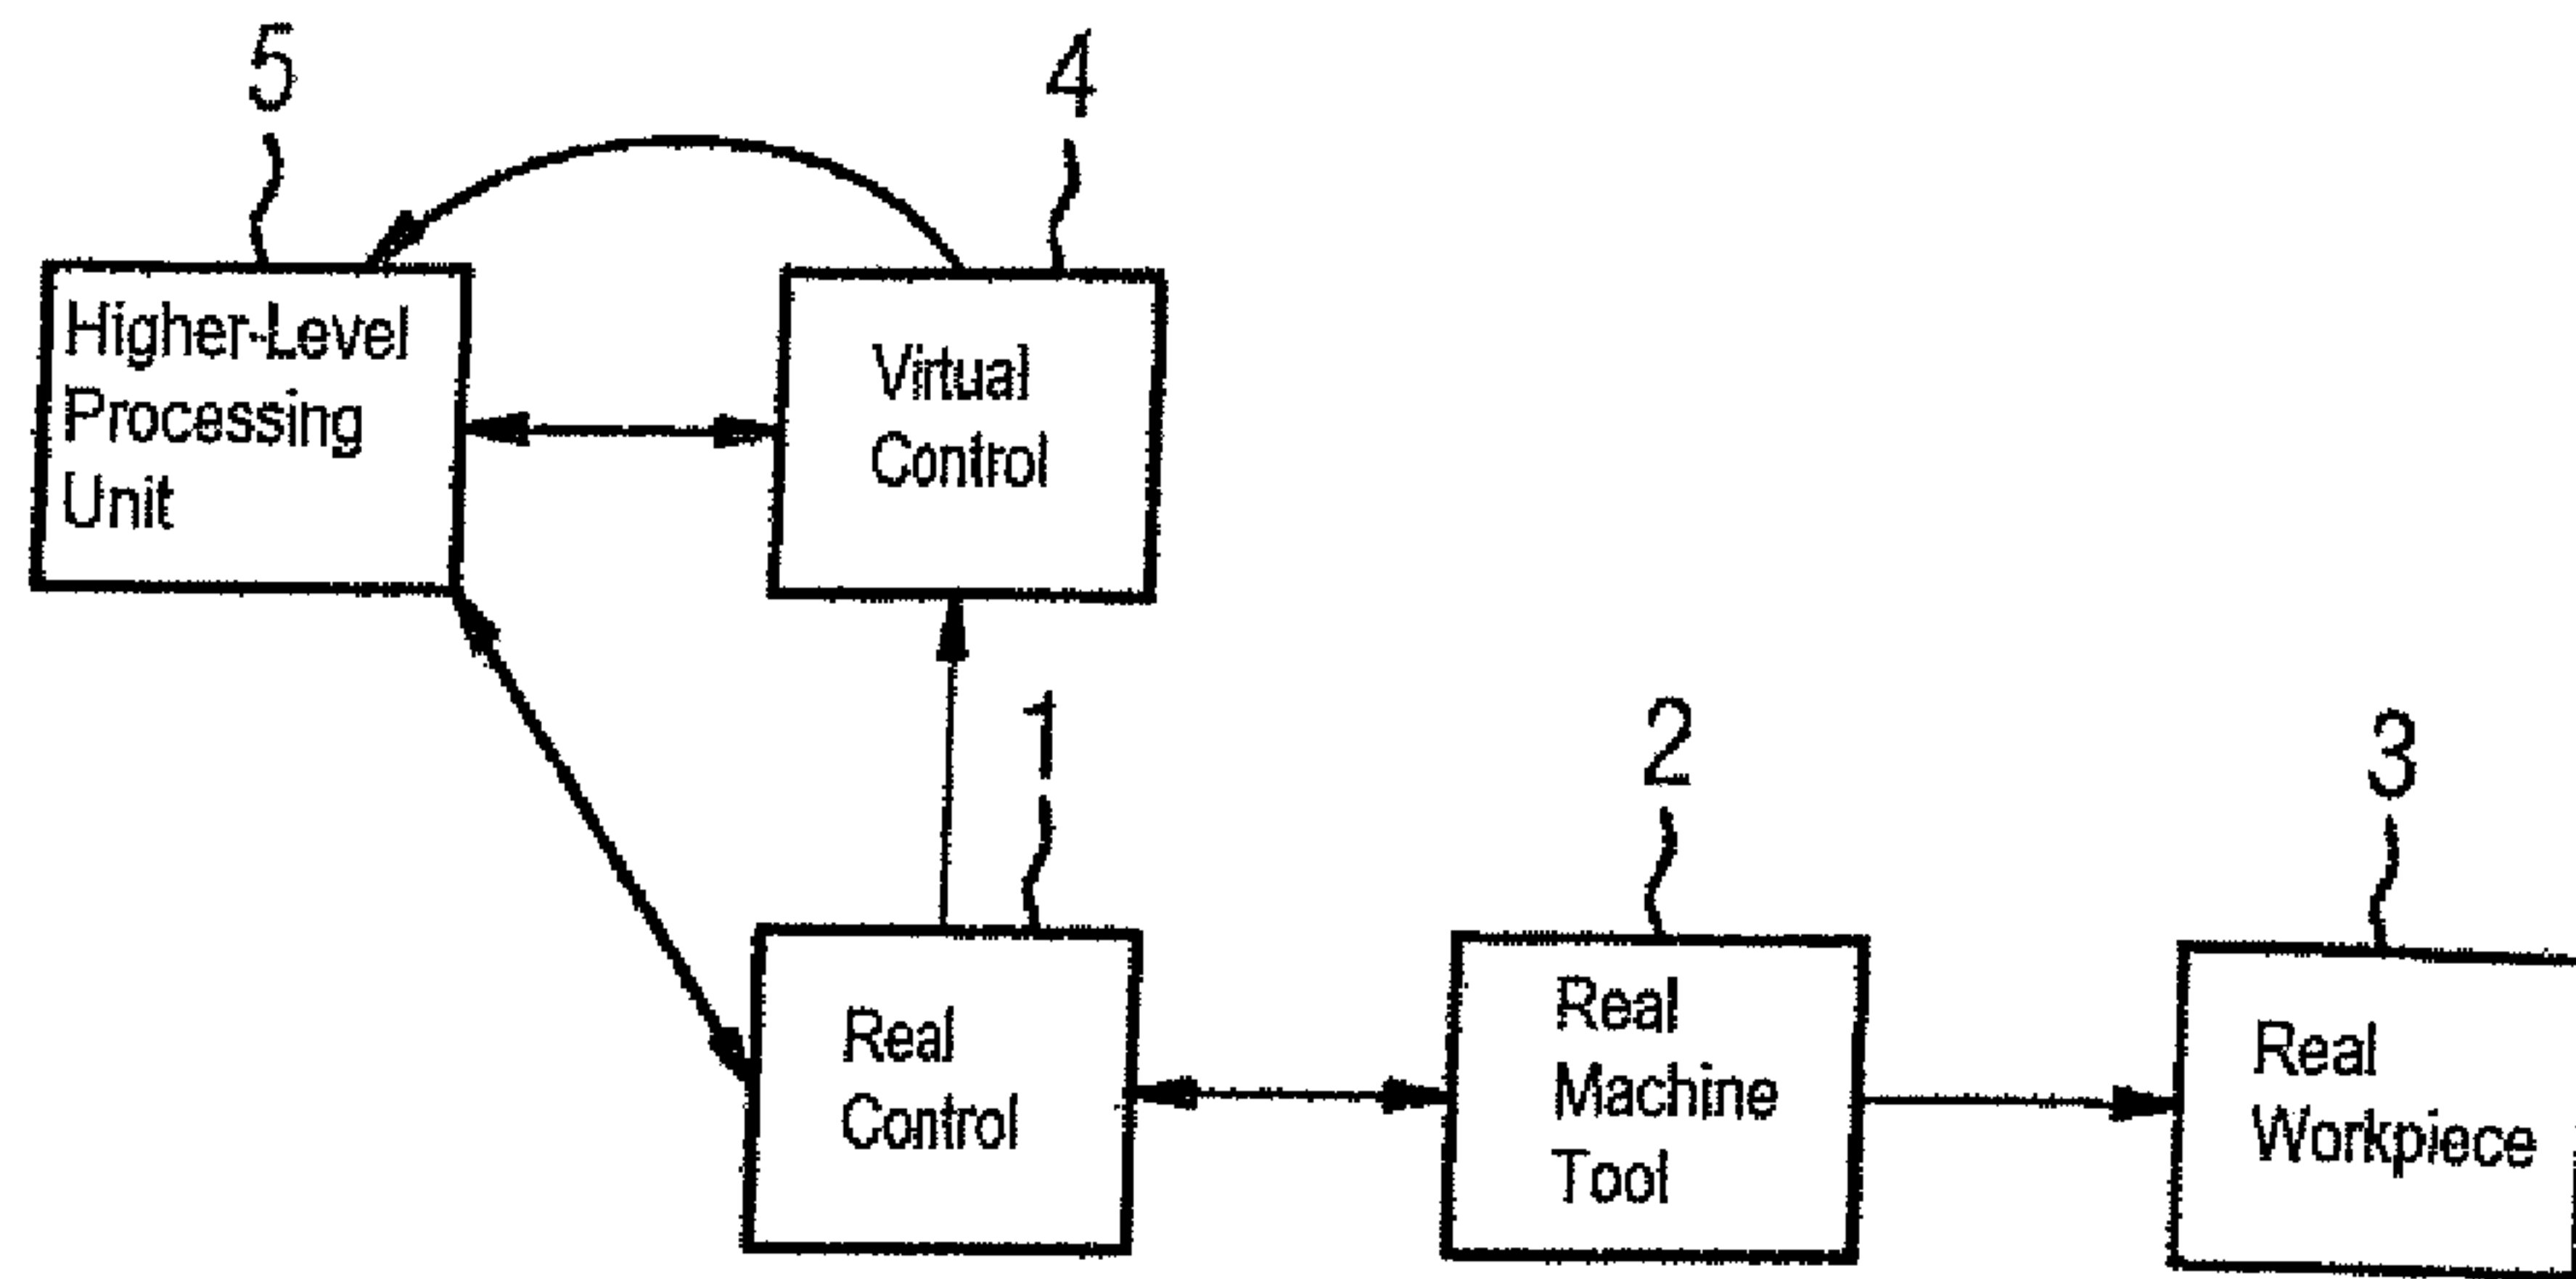 5
4
Higher-Level
Processing
Unit
Virtual
Control
1
2
3
Real
Control
Real
Machine
Tool
Real
Workpiece